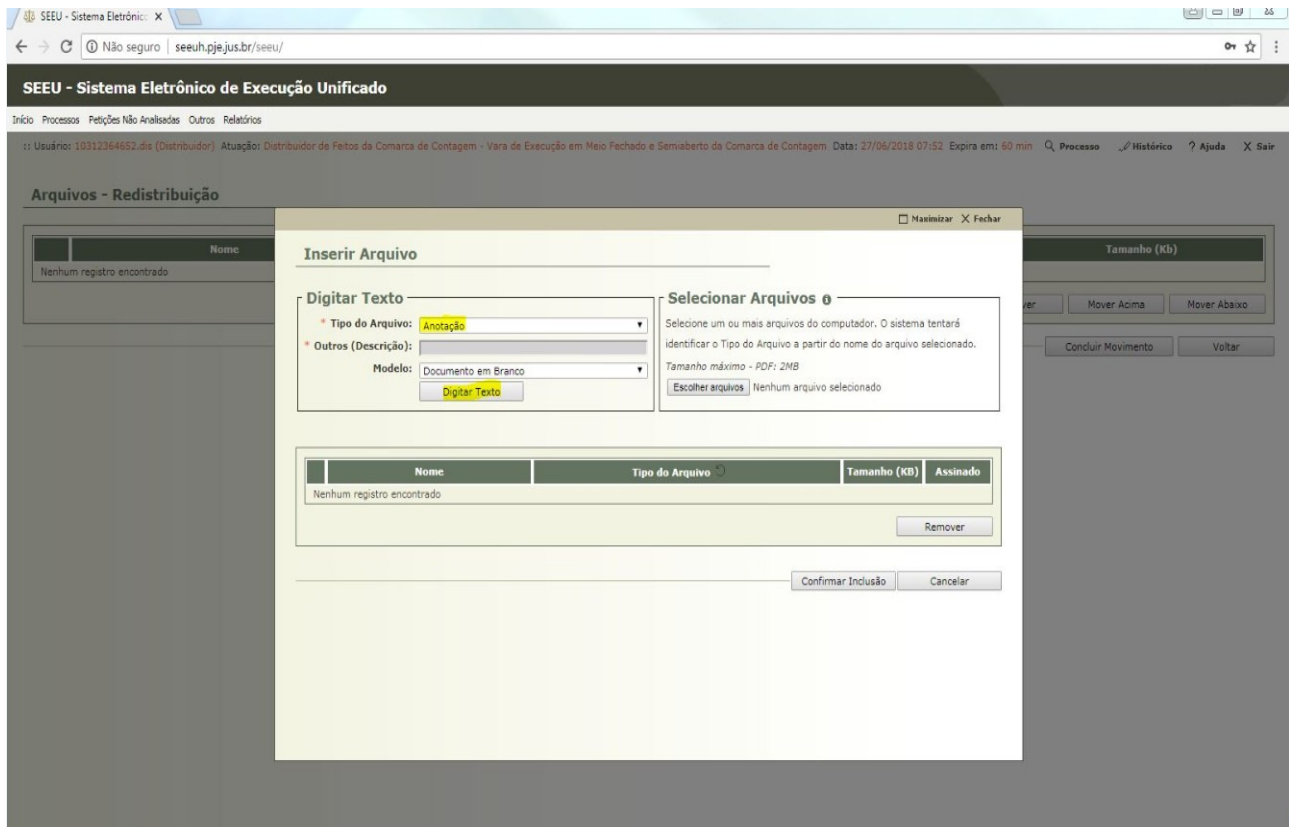 SEEU - Sistema Eletrônic
Não seguro | seeuh.pje.jus.br/seeu/
SEEU - Sistema Eletrônico de Execução Unificado
Início Processos Petições Não Analisadas Outros Relatórios
:: Usuário: 10312364652.dis (Distribuidor) Atuação: Distribuidor de Feitos da Comarca de Contagem - Vara de Execução em Meio Fechado e Semiaberto da Comarca de Contagem Data: 27/06/2018 07:52 Expira em: 60 min Processo Histórico ? Ajuda X Sair
Arquivos - Redistribuição
Maximizar X Fechar
Nome Tamanho (Kb)
Inserir Arquivo
Nenhum registro encontrado
Digitar Texto Selecionar Arquivos
ver Mover Acima Mover Abaixo
* Tipo do Arquivo: Anotação Selecione um ou mais arquivos do computador. O sistema tentará
* Outros (Descrição): identificar o Tipo do Arquivo a partir do nome do arquivo selecionado.
Concluir Movimento Voltar
Modelo: Documento em Branco Tamanho máximo - PDF: 2MB
Digitar Texto Escolher arquivos Nenhum arquivo selecionado
Nome Tipo do Arquivo Tamanho (KB) Assinado
Nenhum registro encontrado
Remover
Confirmar Inclusão Cancelar